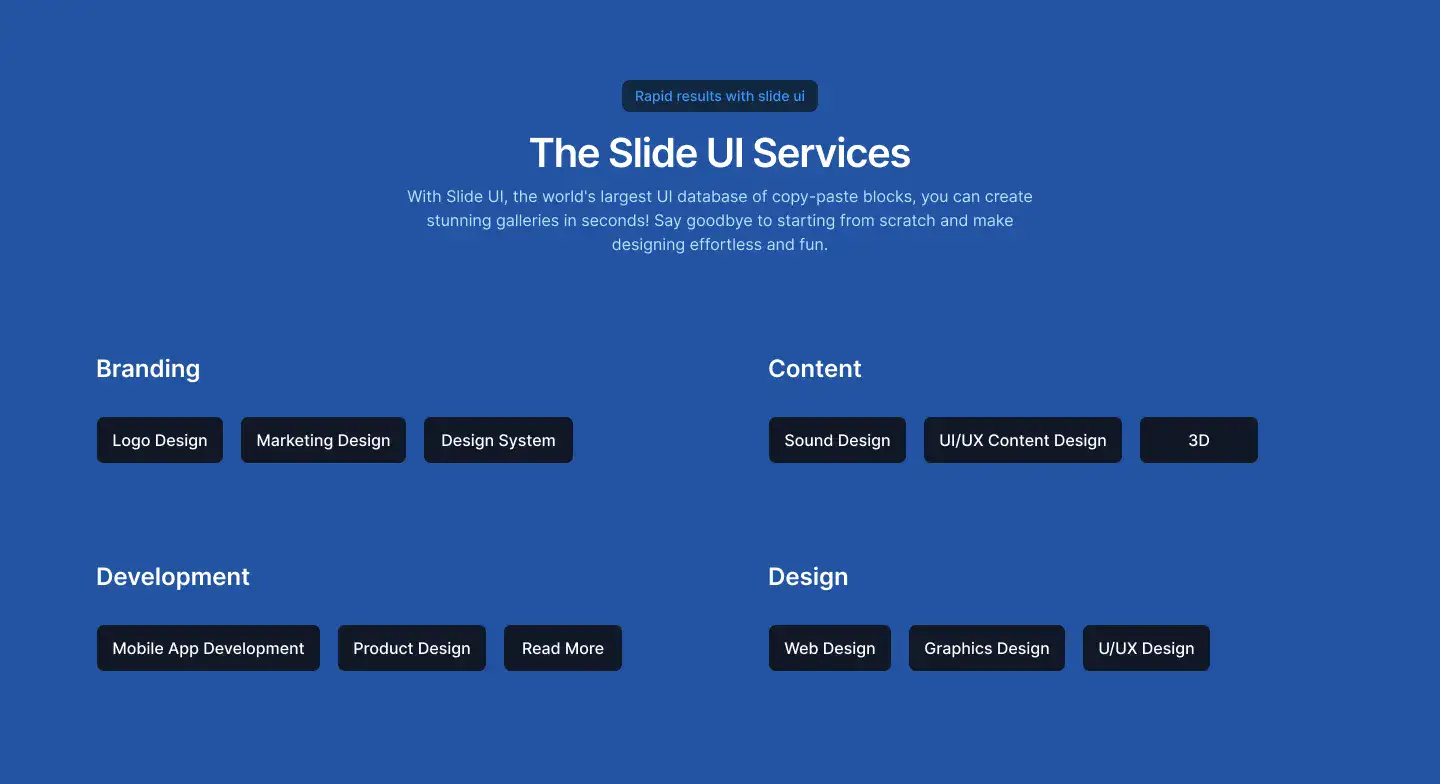 Rapid results with slide ui
The Slide UI Services
With Slide UI, the world's largest UI database of copy-paste blocks, you can create
stunning galleries in seconds! Say goodbye to starting from scratch and make
designing effortless and fun.
Branding
Logo Design
Marketing Design
Design System
Content
Sound Design
UI/UX Content Design
3D
Development
Mobile App Development
Product Design
Read More
Design
Web Design
Graphics Design
U/UX Design